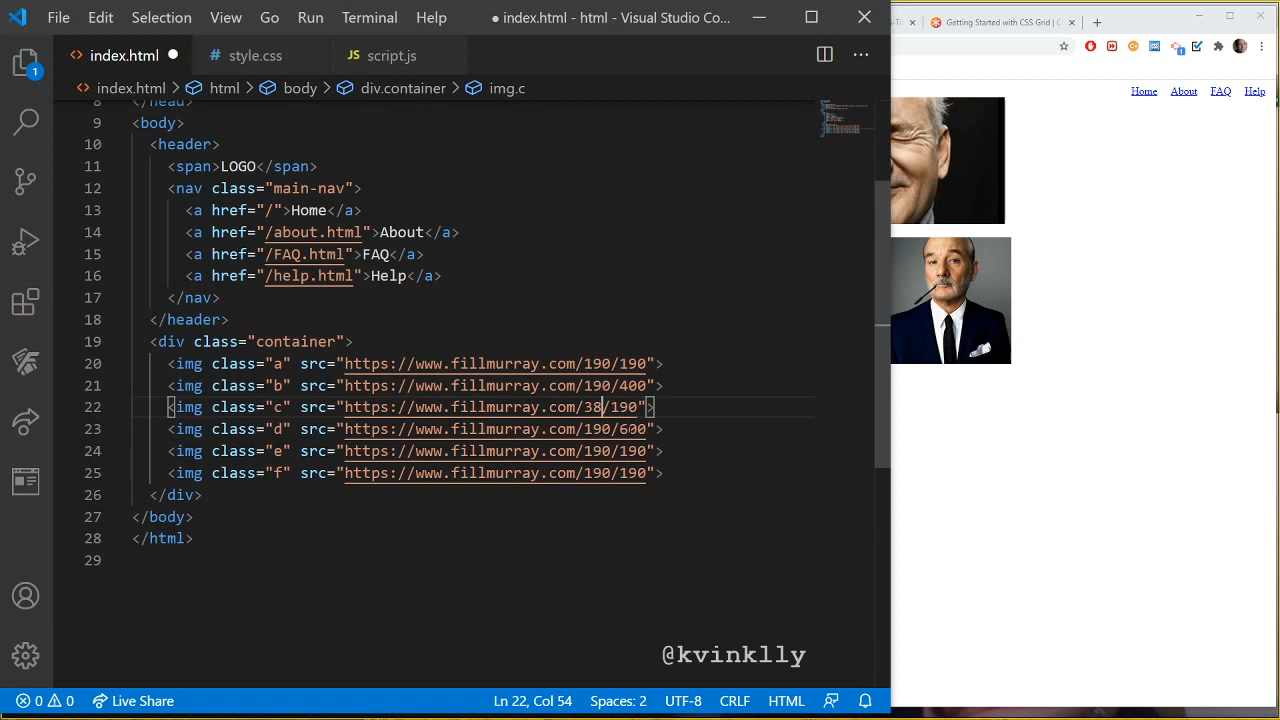 File Edit Selection View Go Run Terminal Help
● index.html - html - Visual Studio Co...
Getting Started with CSS Grid | C
index.html
# style.css
JS script.js
index.html > html > body > div.container > img.c
Home About FAQ Help
8 </head>
9 <body>
10 <header>
11 <span>LOGO</span>
12 <nav class="main-nav">
13 <a href="/">Home</a>
14 <a href="/about.html">About</a>
15 <a href="/FAQ.html">FAQ</a>
16 <a href="/help.html">Help</a>
17 </nav>
18 </header>
19 <div class="container">
20 <img class="a" src="https://www.fillmurray.com/190/190">
21 <img class="b" src="https://www.fillmurray.com/190/400">
22 <img class="c" src="https://www.fillmurray.com/38/190">
23 <img class="d" src="https://www.fillmurray.com/190/600">
24 <img class="e" src="https://www.fillmurray.com/190/190">
25 <img class="f" src="https://www.fillmurray.com/190/190">
26 </div>
27 </body>
28 </html>
29
1
@kvinklly
0 0 Live Share
Ln 22, Col 54 Spaces: 2 UTF-8 CRLF HTML